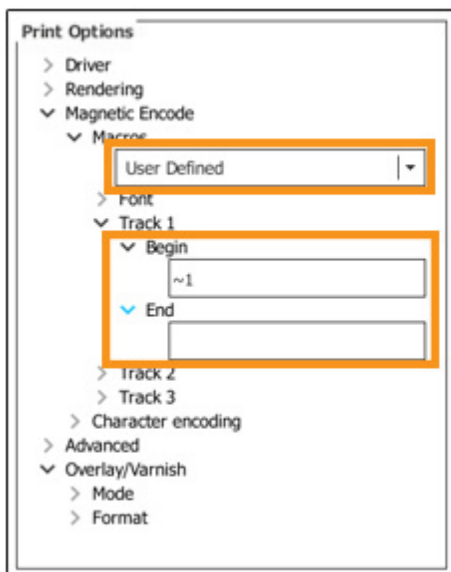 Print Options
Driver
Rendering
Magnetic Encode
Macros
User Defined
Font
Track 1
Begin
~1
End
Track 2
Track 3
Character encoding
Advanced
Overlay/Varnish
Mode
Format